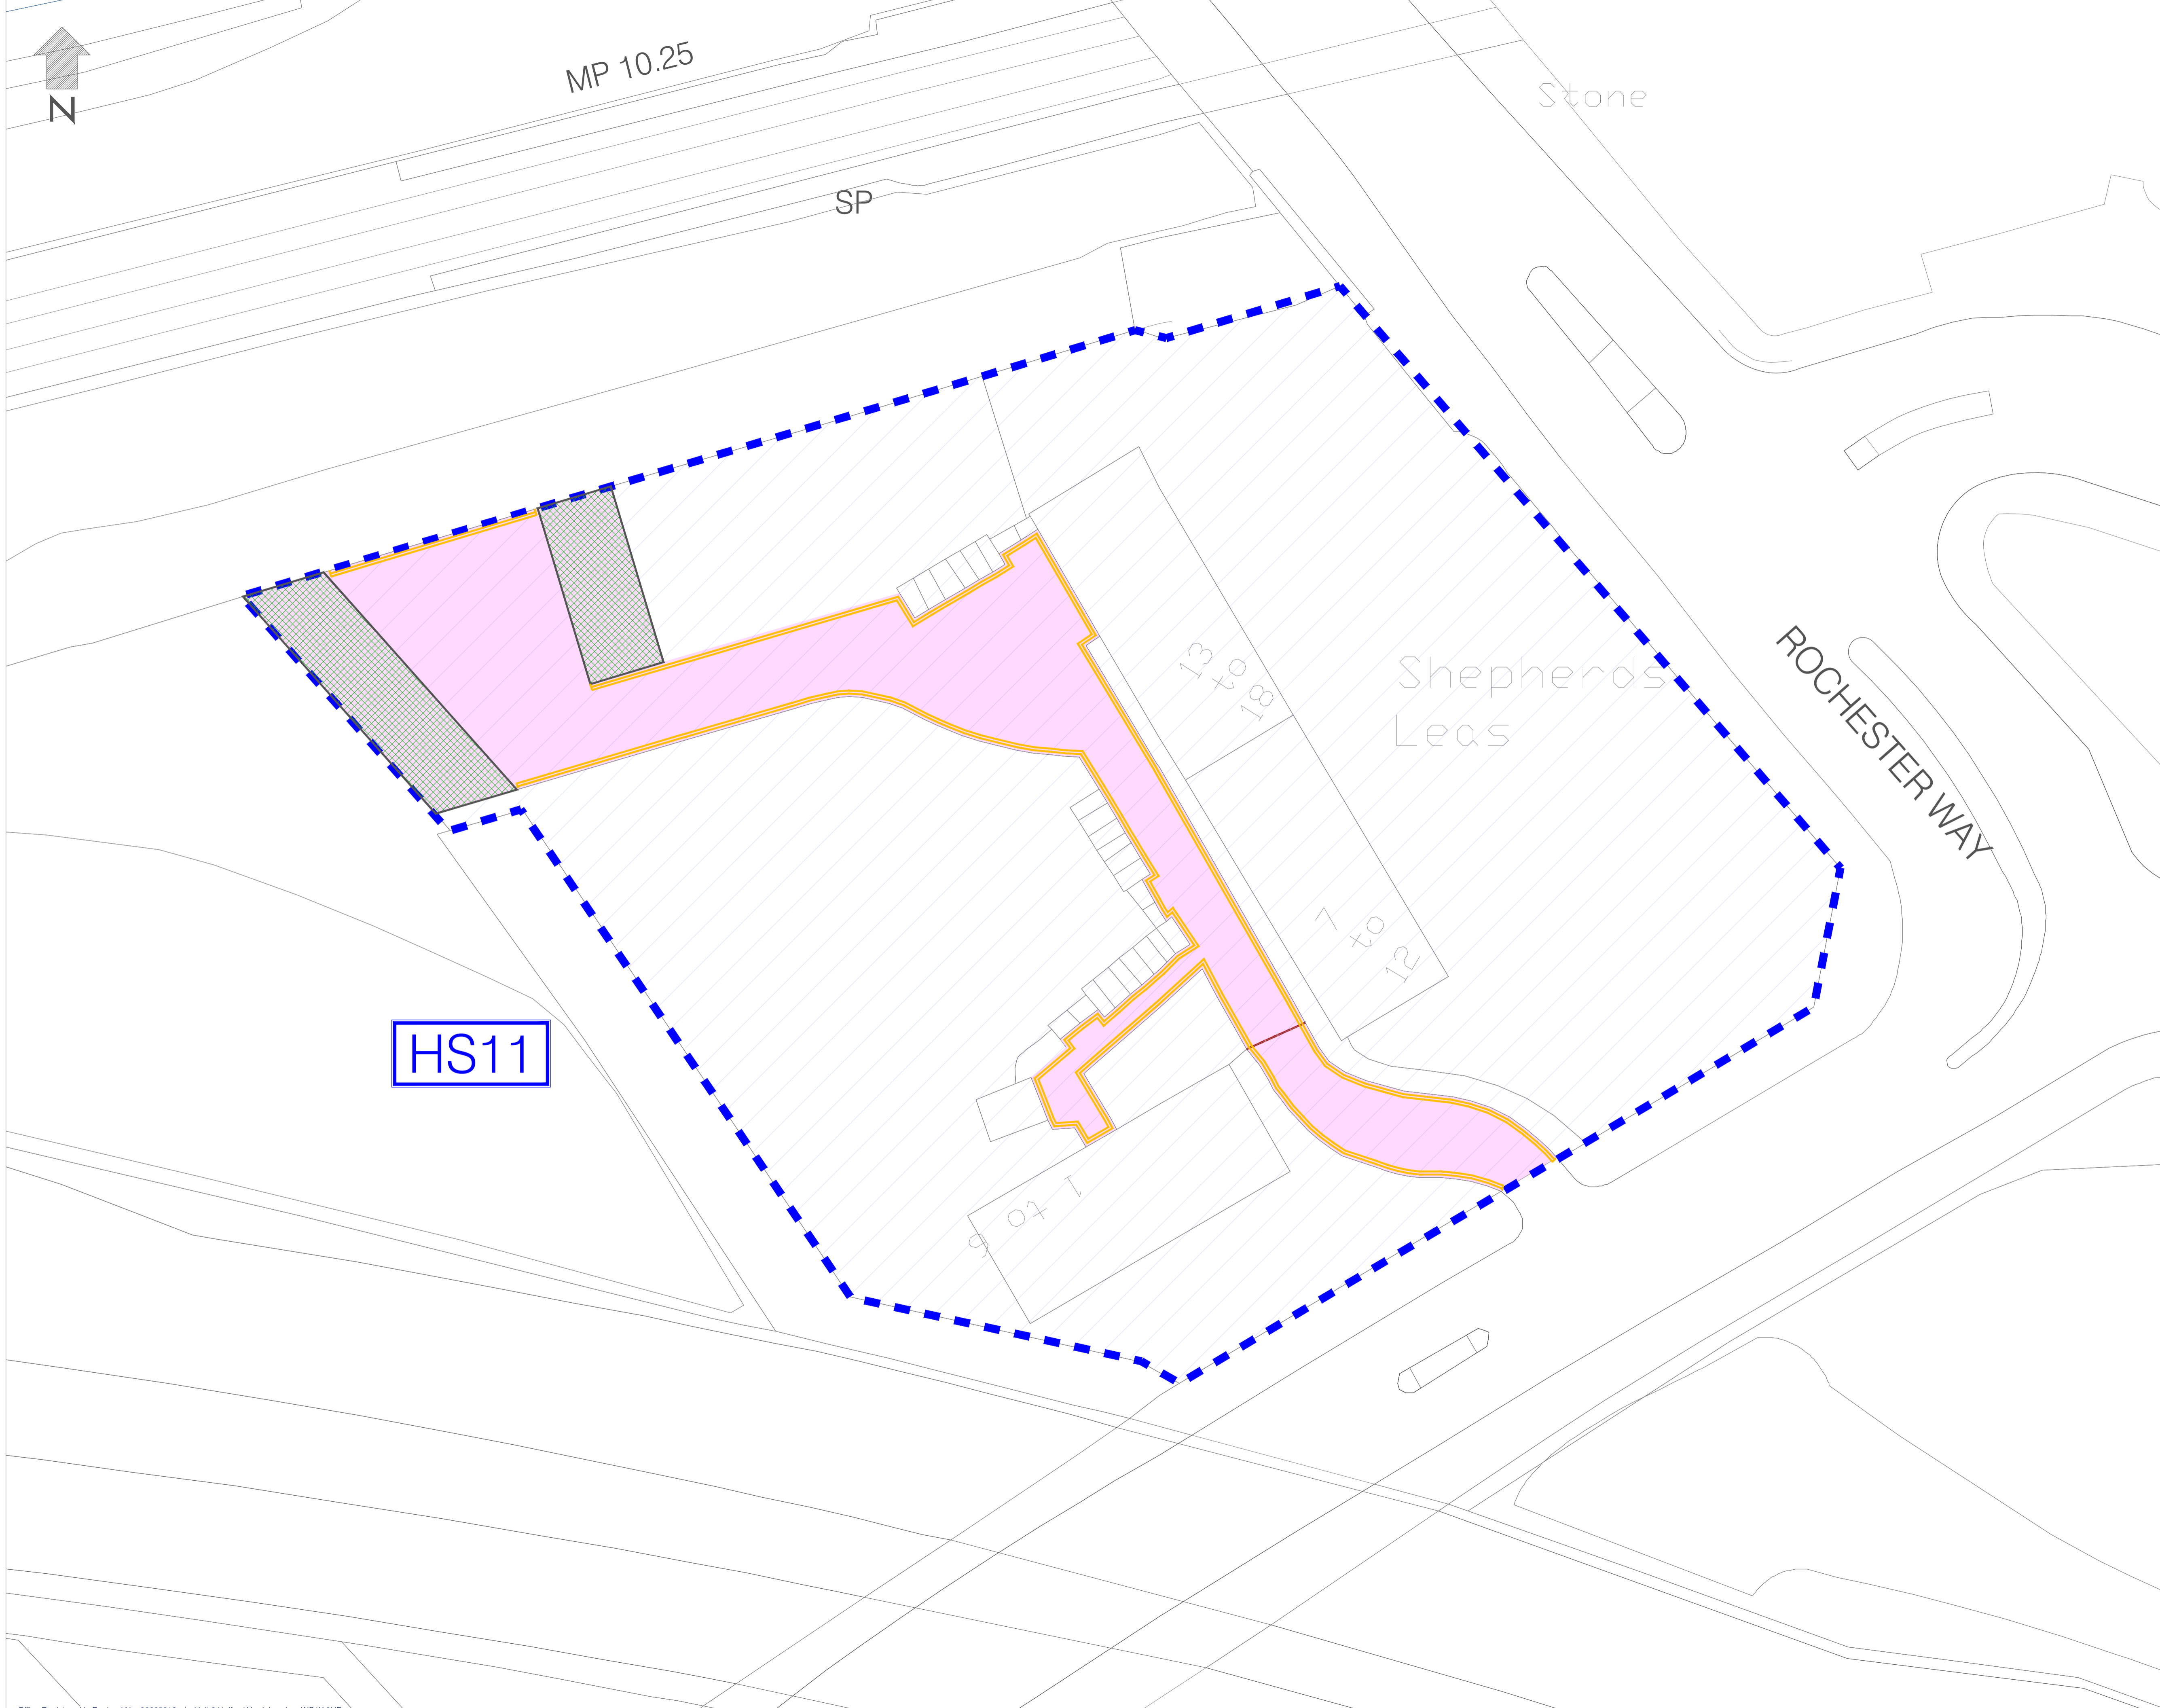 MP 10.25
N
Stone
SP
13
to
18
Shepherds
Leas
ROCHESTER WAY
7
to
12
HS11
1
to
6